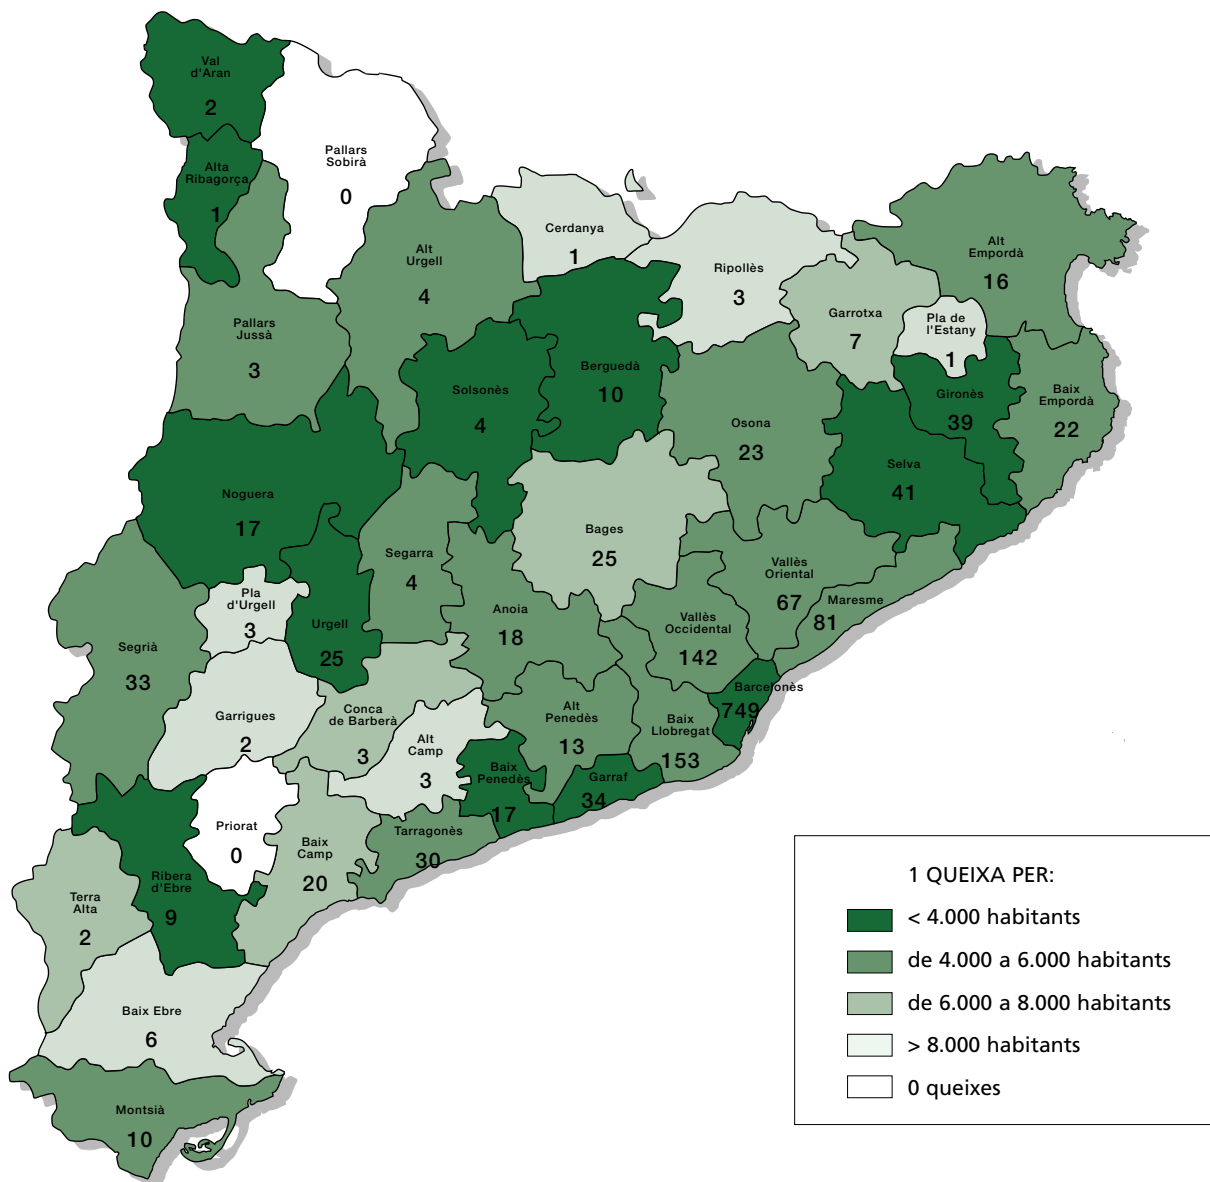 Val
d'Aran
2
Pallars
Sobirà
0
Alta
Ribagorça
1
Cerdanya
1
Alt
Urgell
4
Ripollès
3
Alt
Empordà
16
Garrotxa
7
Pla de
l'Estany
1
Pallars
Jussà
3
Solsonès
4
Berguedà
10
Gironès
39
Baix
Empordà
22
Osona
23
Selva
41
Noguera
17
Bages
25
Segarra
4
Vallès
Oriental
67
Maresme
81
Pla
d'Urgell
3
Urgell
25
Anoia
18
Vallès
Occidental
142
Segrià
33
Barcelonès
749
Garrigues
2
Conca
de Barberà
3
Alt
Camp
3
Alt
Penedès
13
Baix
Llobregat
153
Baix
Penedès
17
Garraf
34
Priorat
0
Baix
Camp
20
Tarragonès
30
Ribera
d'Ebre
9
Terra
Alta
2
Baix Ebre
6
Montsià
10
1 QUEIXA PER:
< 4.000 habitants
de 4.000 a 6.000 habitants
de 6.000 a 8.000 habitants
> 8.000 habitants
0 queixes